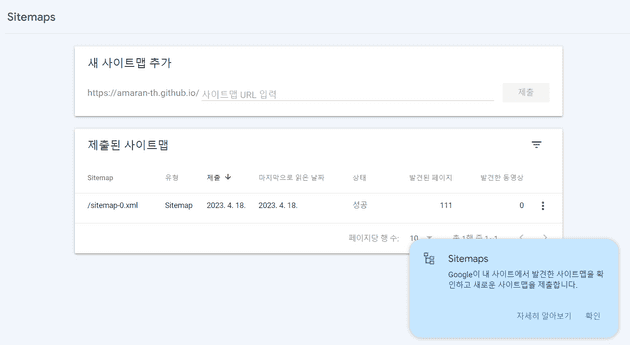 Sitemaps
새 사이트맵 추가
https://amaran-th.github.io/ 사이트맵 URL 입력
제출
제출된 사이트맵
Sitemap 유형 제출 마지막으로 읽은 날짜 상태 발견된 페이지 발견한 동영상
/sitemap-0.xml Sitemap 2023. 4. 18. 2023. 4. 18. 성공 111 0
페이지당 행 수: 10
Sitemaps
Google이 내 사이트에서 발견한 사이트맵을 확
인하고 새로운 사이트맵을 제출합니다.
자세히 알아보기 확인